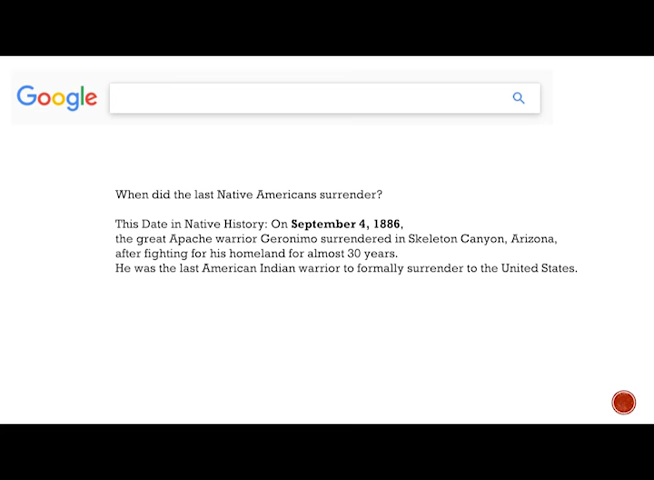 Google
When did the last Native Americans surrender?
This Date in Native History: On September 4, 1886,
the great Apache warrior Geronimo surrendered in Skeleton Canyon, Arizona,
after fighting for his homeland for almost 30 years.
He was the last American Indian warrior to formally surrender to the United States.